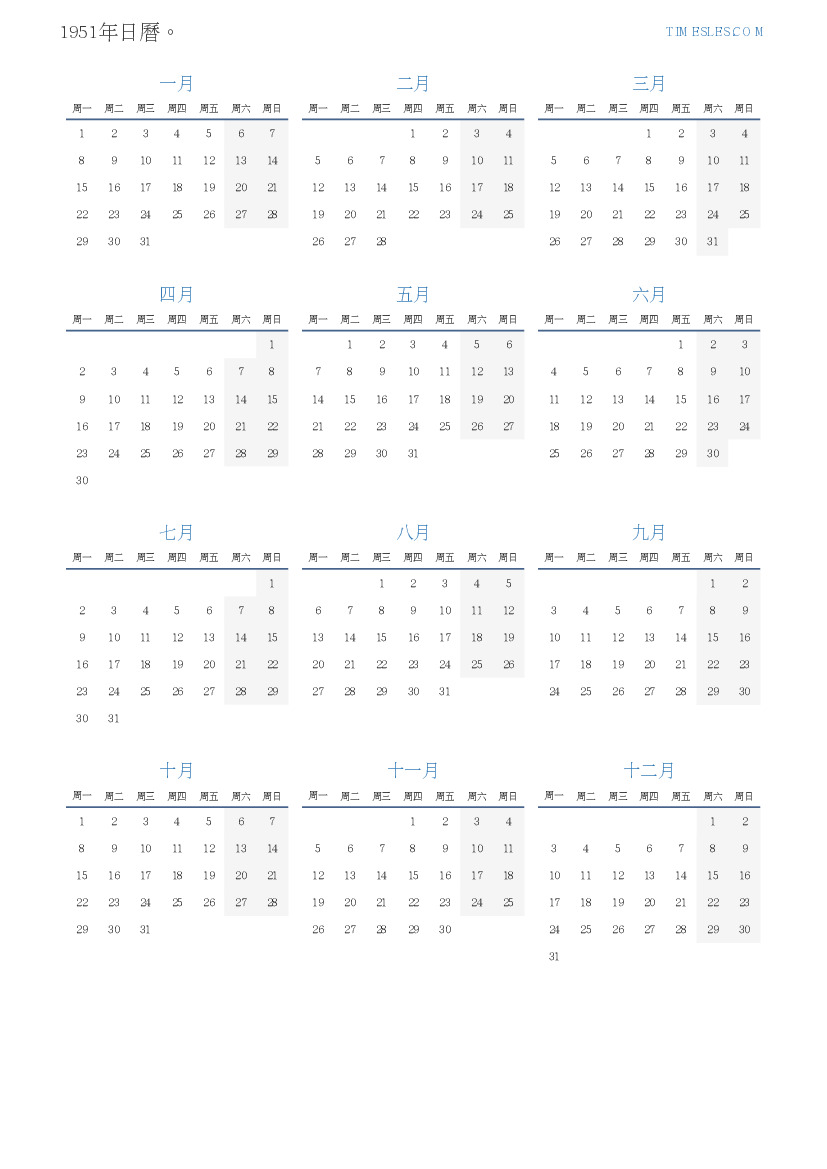 1951年日曆。 TIMESLES.COM
一月 二月 三月
周一 周二 周三 周四 周五 周六 周日 周一 周二 周三 周四 周五 周六 周日 周一 周二 周三 周四 周五 周六 周日
1 2 3 4 5 6 7 1 2 3 4 1 2 3 4
8 9 10 11 12 13 14 5 6 7 8 9 10 11 5 6 7 8 9 10 11
15 16 17 18 19 20 21 12 13 14 15 16 17 18 12 13 14 15 16 17 18
22 23 24 25 26 27 28 19 20 21 22 23 24 25 19 20 21 22 23 24 25
29 30 31 26 27 28 26 27 28 29 30 31
四月 五月 六月
周一 周二 周三 周四 周五 周六 周日 周一 周二 周三 周四 周五 周六 周日 周一 周二 周三 周四 周五 周六 周日
1 1 2 3 4 5 6 1 2 3
2 3 4 5 6 7 8 7 8 9 10 11 12 13 4 5 6 7 8 9 10
9 10 11 12 13 14 15 14 15 16 17 18 19 20 11 12 13 14 15 16 17
16 17 18 19 20 21 22 21 22 23 24 25 26 27 18 19 20 21 22 23 24
23 24 25 26 27 28 29 28 29 30 31 25 26 27 28 29 30
30
七月 八月 九月
周一 周二 周三 周四 周五 周六 周日 周一 周二 周三 周四 周五 周六 周日 周一 周二 周三 周四 周五 周六 周日
1 1 2 3 4 5 1 2
2 3 4 5 6 7 8 6 7 8 9 10 11 12 3 4 5 6 7 8 9
9 10 11 12 13 14 15 13 14 15 16 17 18 19 10 11 12 13 14 15 16
16 17 18 19 20 21 22 20 21 22 23 24 25 26 17 18 19 20 21 22 23
23 24 25 26 27 28 29 27 28 29 30 31 24 25 26 27 28 29 30
30 31
十月 十一月 十二月
周一 周二 周三 周四 周五 周六 周日 周一 周二 周三 周四 周五 周六 周日 周一 周二 周三 周四 周五 周六 周日
1 2 3 4 5 6 7 1 2 3 4 1 2
8 9 10 11 12 13 14 5 6 7 8 9 10 11 3 4 5 6 7 8 9
15 16 17 18 19 20 21 12 13 14 15 16 17 18 10 11 12 13 14 15 16
22 23 24 25 26 27 28 19 20 21 22 23 24 25 17 18 19 20 21 22 23
29 30 31 26 27 28 29 30 24 25 26 27 28 29 30
31